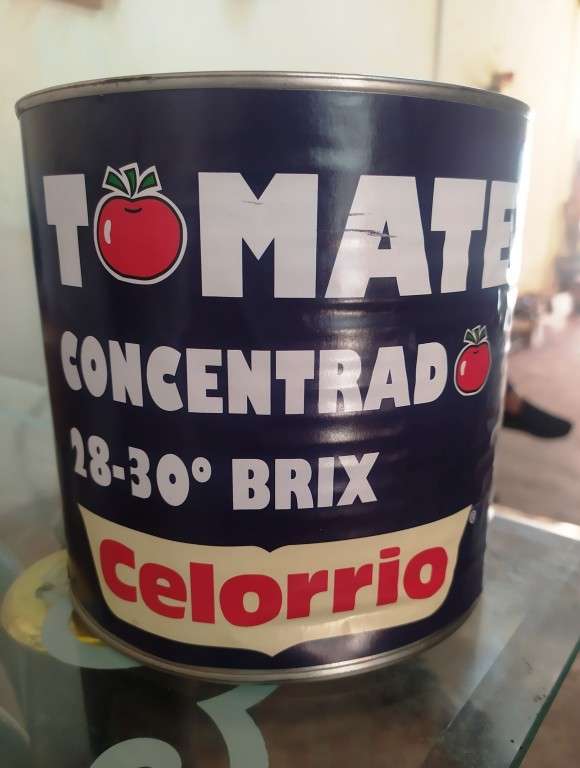 TOMATE
CONCENTRADO
28-30° BRIX
Celorrio®